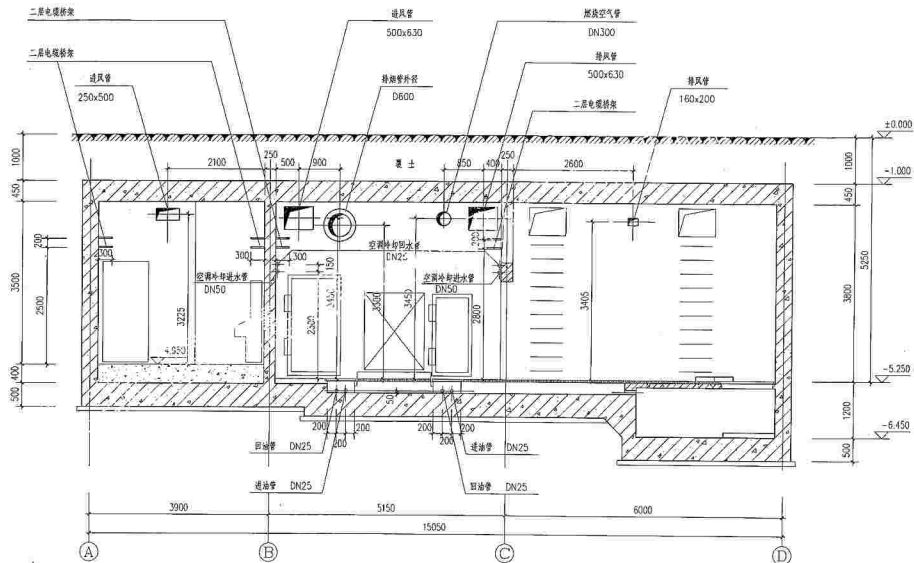 二层电缆桥架
进风管
500x630
燃烧空气管
DN300
二层电缆桥架
进风管
250x500
排烟管外径
D600
排风管
500x630
二层电缆桥架
排风管
160x200
±0.000
1000
2100
250
500
900
覆土
850
400
250
2600
1000
-1.000
450
450
200
300
300
300
空调冷却回水管
DN25
200
150
空调冷却进水管
DN50
空调冷却进水管
DN50
3500
2500
3225
2300
3300
3450
2800
3405
3800
5250
4.950
400
500
50
-5.250
200
200
200
200
200
200
1200
回油管 DN25
进油管 DN25
-6.450
500
进油管 DN25
回油管 DN25
3900
5150
6000
15050
A
B
C
D